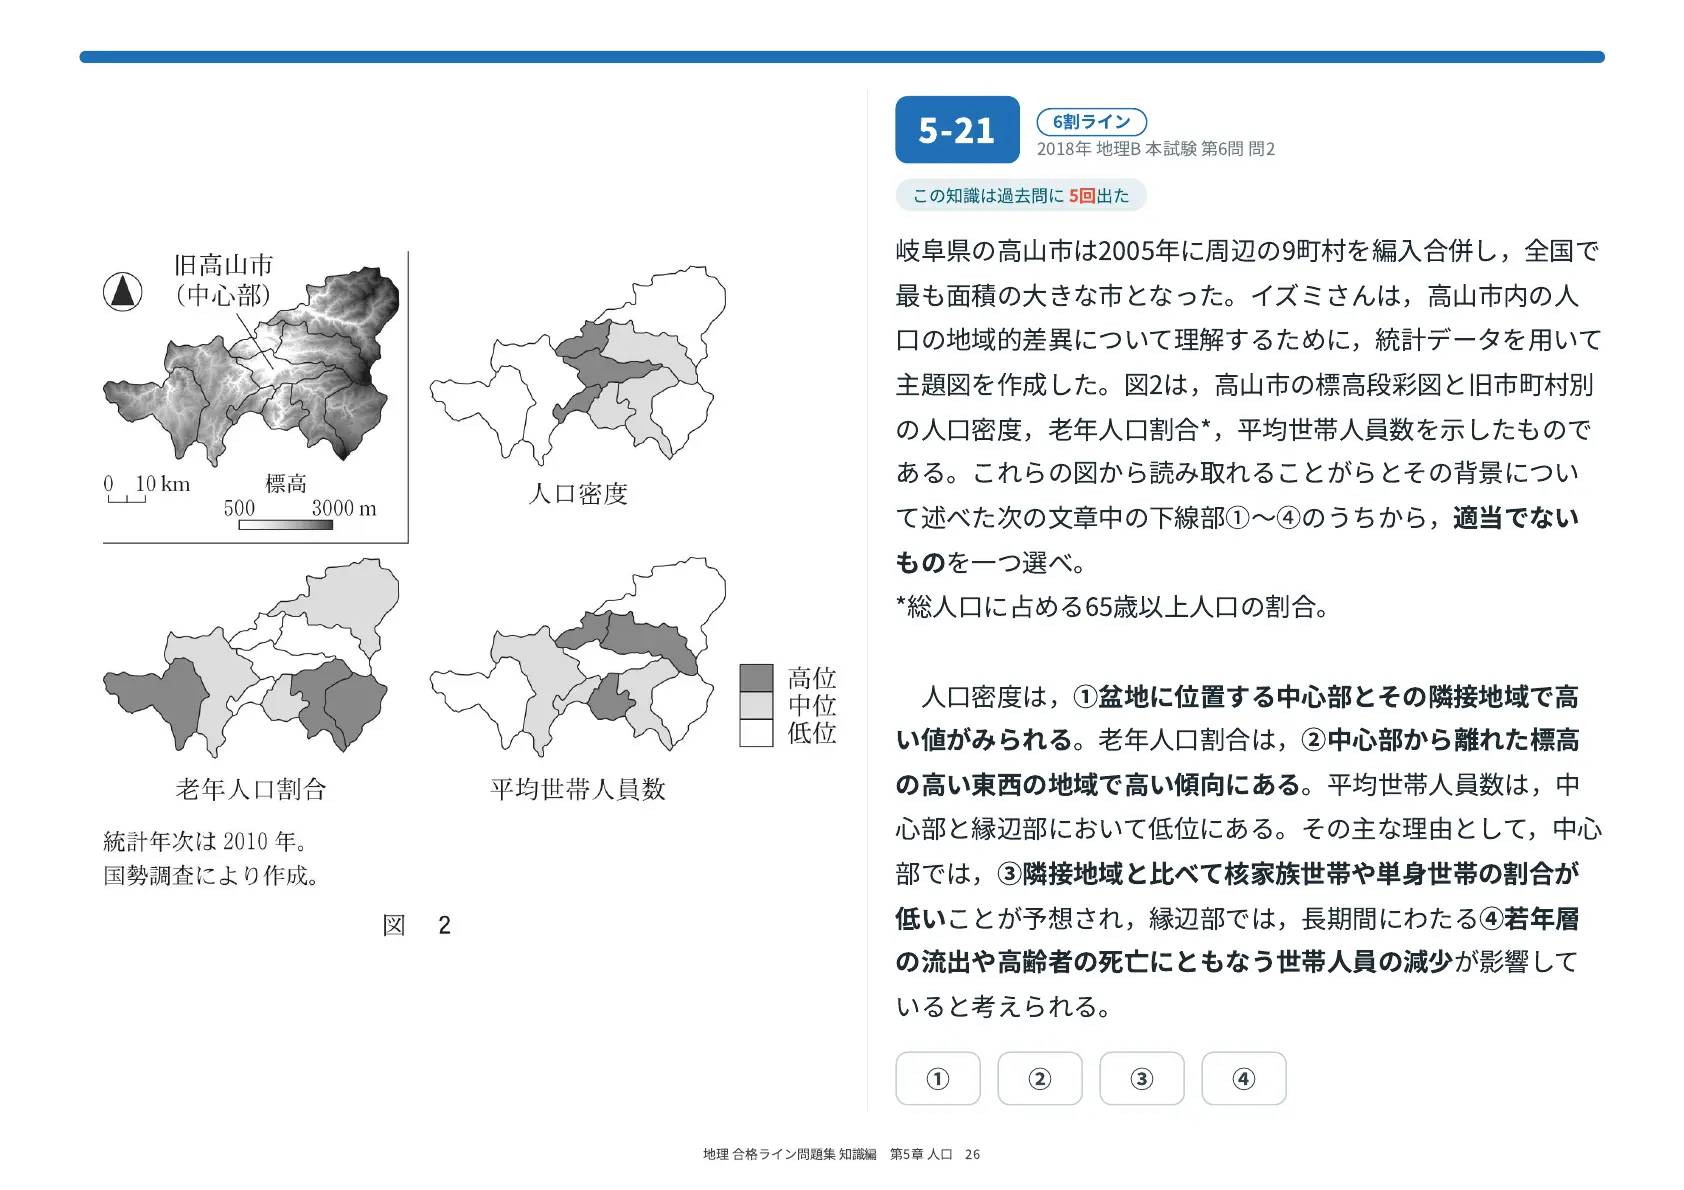 旧高山市
（中心部）
0 10 km
標高
500 3000 m
人口密度
高位
中位
低位
老年人口割合
平均世帯人員数
統計年次は 2010 年。
国勢調査により作成。
図 2
5-21
6割ライン
2018年 地理B 本試験 第6問 問2
この知識は過去問に 5回出た
岐阜県の高山市は2005年に周辺の9町村を編入合併し，全国で
最も面積の大きな市となった。イズミさんは，高山市内の人
口の地域的差異について理解するために，統計データを用いて
主題図を作成した。図2は，高山市の標高段彩図と旧市町村別
の人口密度，老年人口割合*，平均世帯人員数を示したもので
ある。これらの図から読み取れることがらとその背景につい
て述べた次の文章中の下線部①～④のうちから，適当でない
ものを一つ選べ。
*総人口に占める65歳以上人口の割合。
人口密度は，①盆地に位置する中心部とその隣接地域で高
い値がみられる。老年人口割合は，②中心部から離れた標高
の高い東西の地域で高い傾向にある。平均世帯人員数は，中
心部と縁辺部において低位にある。その主な理由として，中心
部では，③隣接地域と比べて核家族世帯や単身世帯の割合が
低いことが予想され，縁辺部では，長期間にわたる④若年層
の流出や高齢者の死亡にともなう世帯人員の減少が影響して
いると考えられる。
① ② ③ ④
地理 合格ライン問題集 知識編 第5章 人口 26